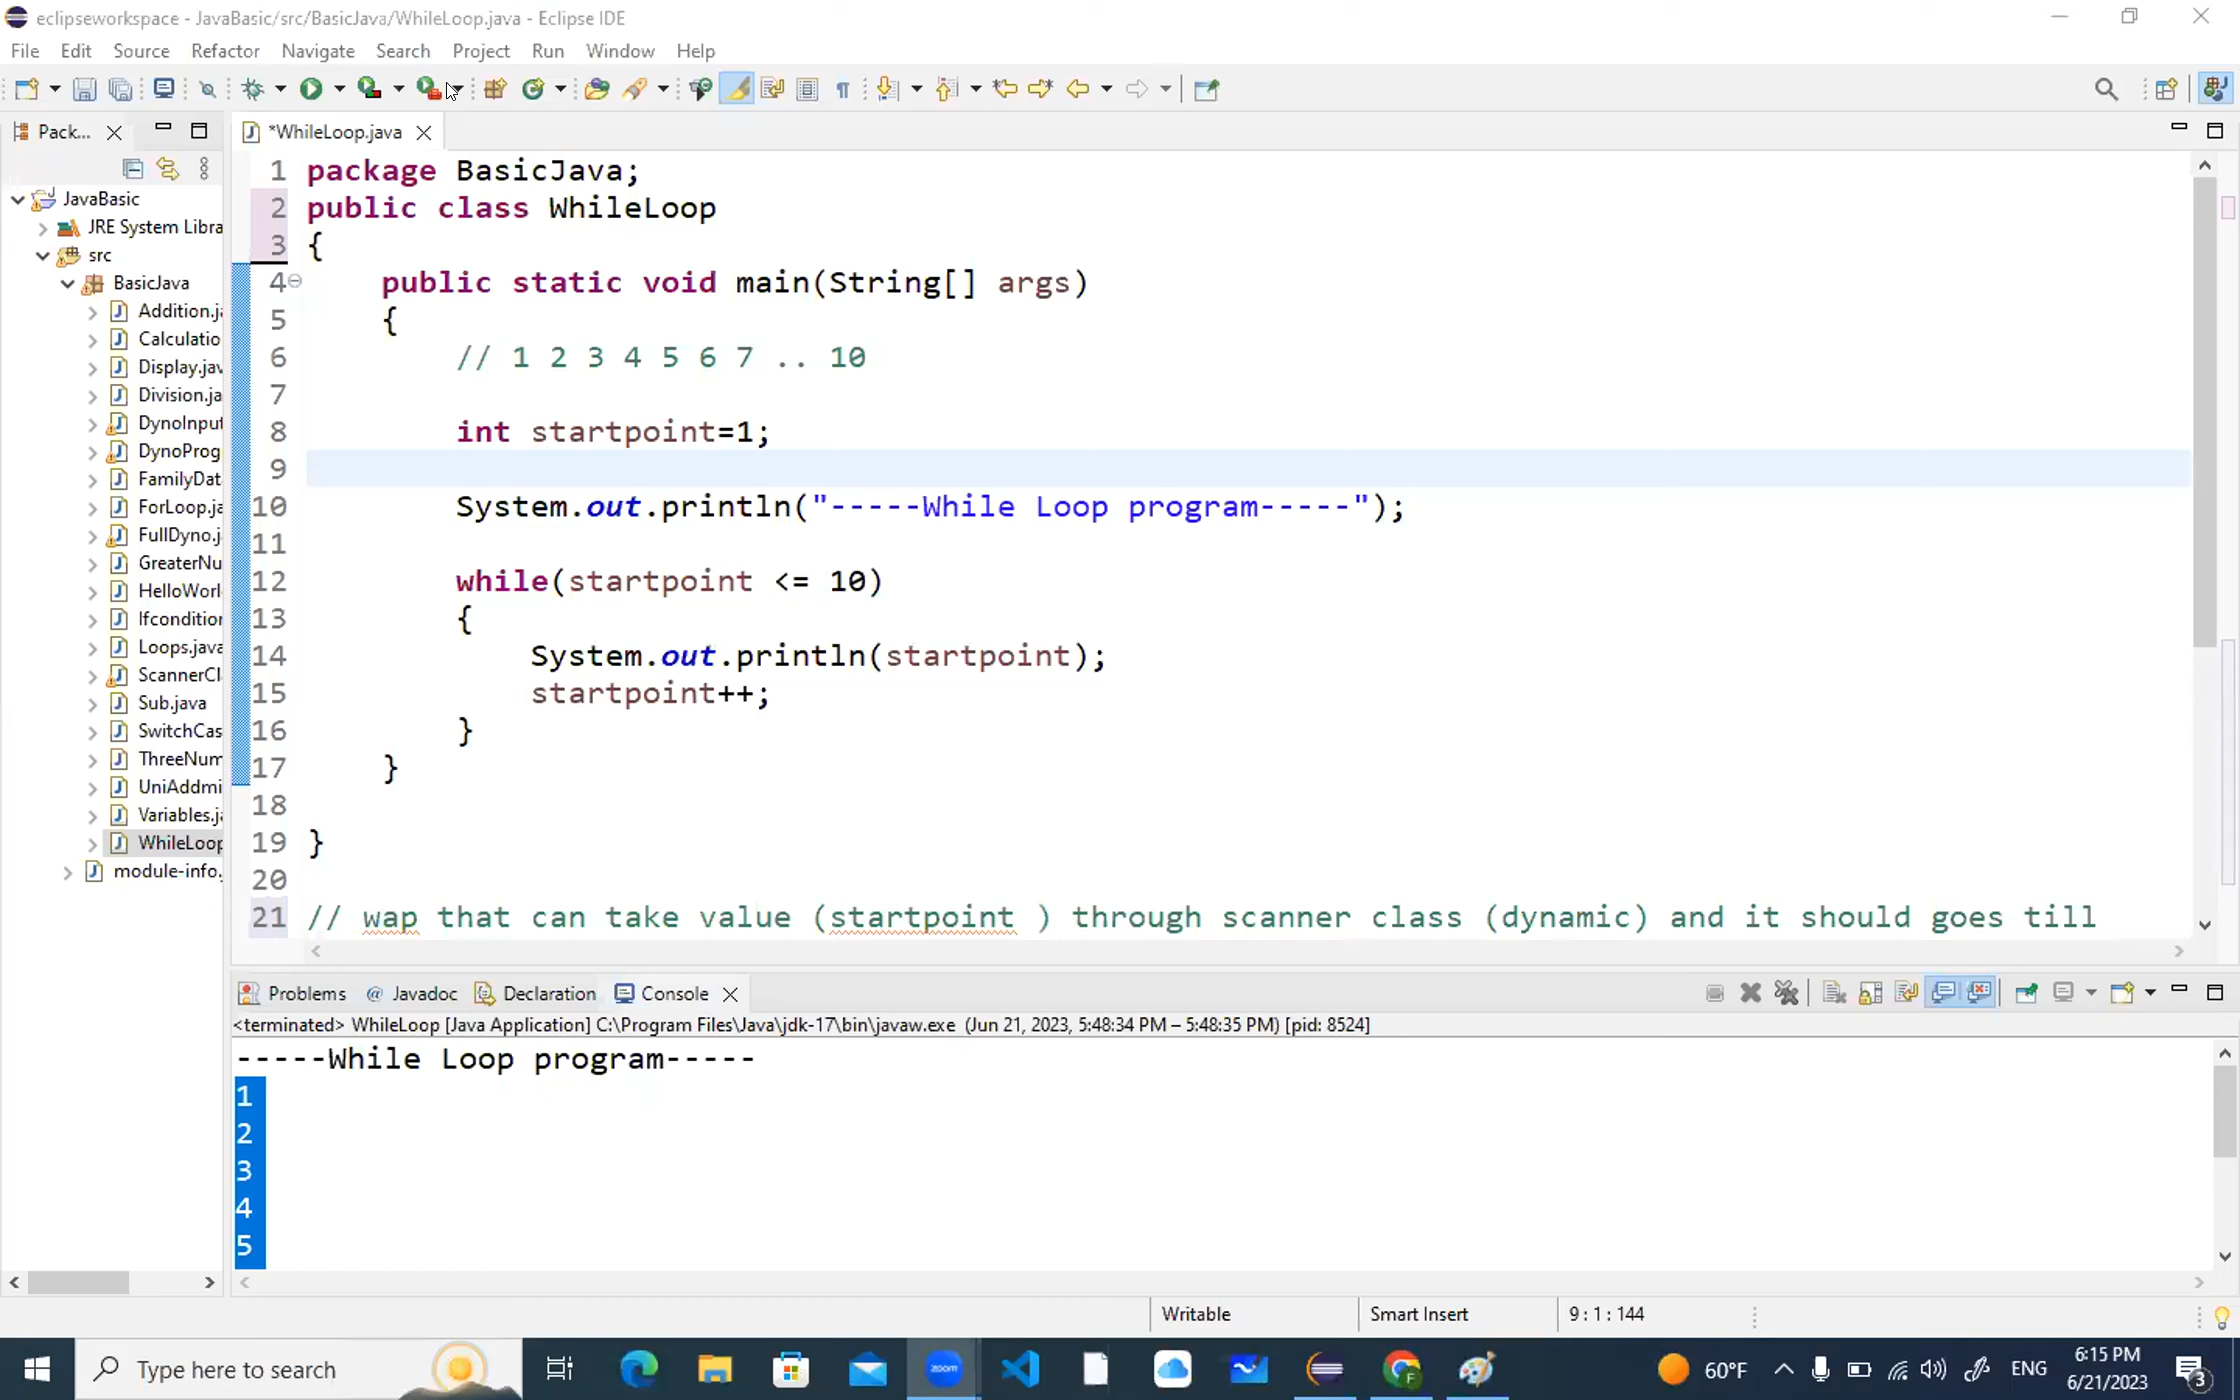 eclipseworkspace - JavaBasic/src/BasicJava/WhileLoop.java - Eclipse IDE
File Edit Source Refactor Navigate Search Project Run Window Help
Pack... *WhileLoop.java
JavaBasic
JRE System Libra
src
BasicJava
Addition.ja
Calculatio
Display.jav
Division.ja
DynoInput
DynoProg
FamilyDat
ForLoop.ja
FullDyno.j
GreaterNu
HelloWorl
Ifcondition
Loops.java
ScannerCl
Sub.java
SwitchCas
ThreeNum
UniAddmi
Variables.ja
WhileLoop
module-info.
1 package BasicJava;
2 public class WhileLoop
3 {
4 public static void main(String[] args)
5 {
6 // 1 2 3 4 5 6 7 .. 10
7
8 int startpoint=1;
9
10 System.out.println("-----While Loop program-----");
11
12 while(startpoint <= 10)
13 {
14 System.out.println(startpoint);
15 startpoint++;
16 }
17 }
18
19 }
20
21 // wap that can take value (startpoint ) through scanner class (dynamic) and it should goes till
Problems @ Javadoc Declaration Console
<terminated> WhileLoop [Java Application] C:\Program Files\Java\jdk-17\bin\javaw.exe (Jun 21, 2023, 5:48:34 PM – 5:48:35 PM) [pid: 8524]
-----While Loop program-----
1
2
3
4
5
Writable Smart Insert 9 : 1 : 144
Type here to search zoom F 60°F ENG 6:15 PM
6/21/2023 3